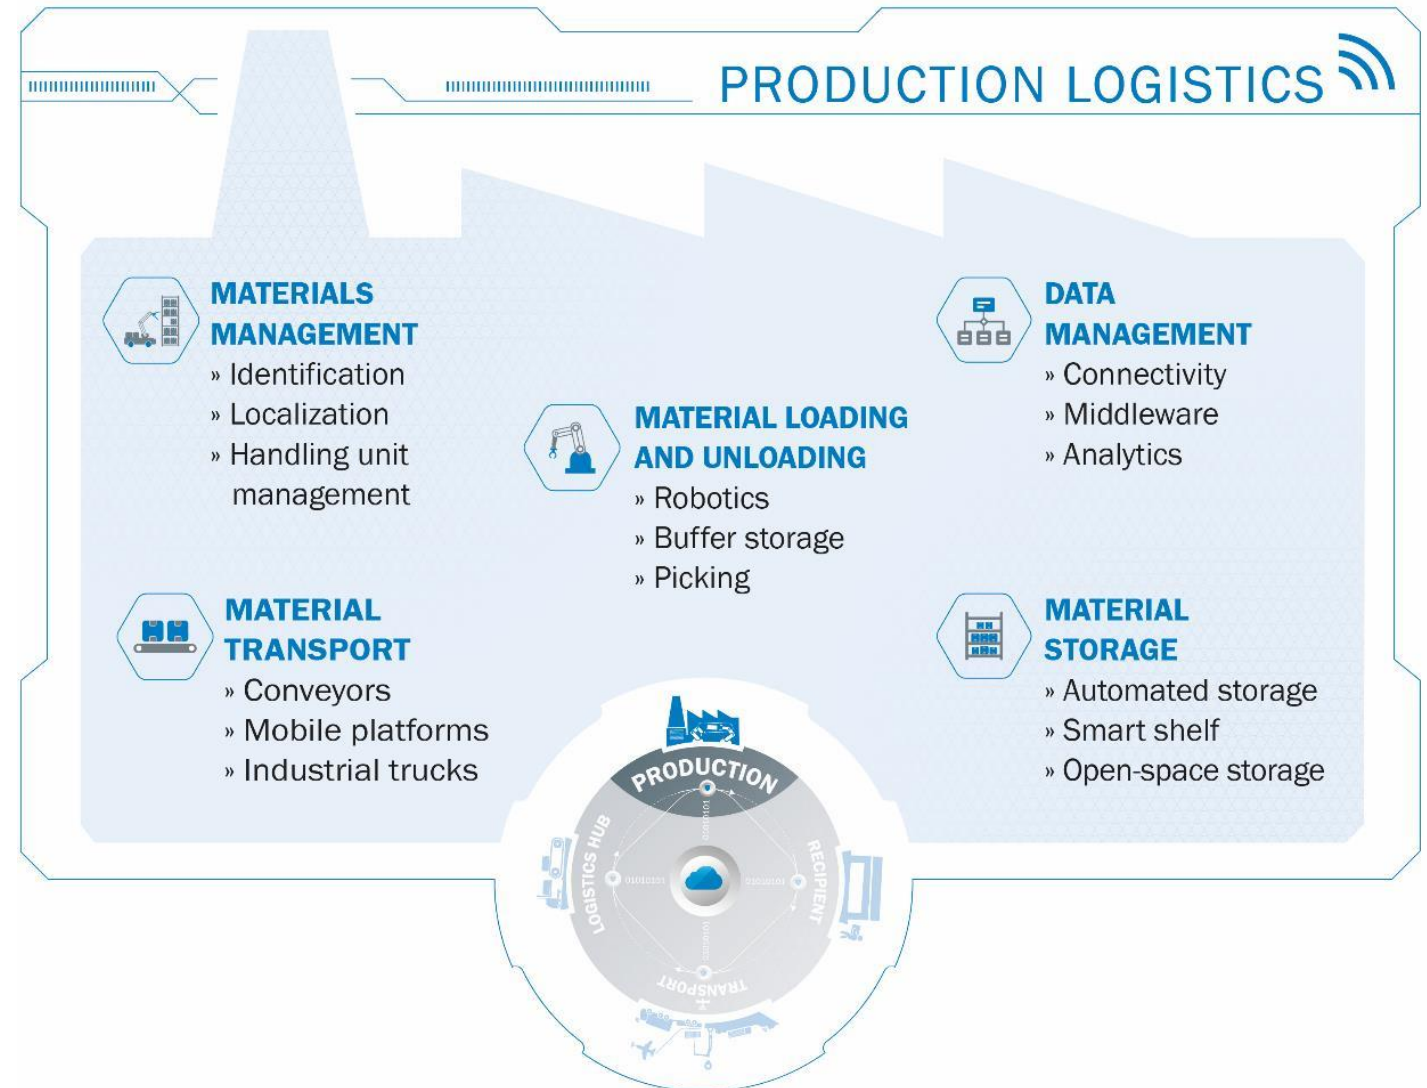 PRODUCTION LOGISTICS
MATERIALS
MANAGEMENT
» Identification
» Localization
» Handling unit
management
DATA
MANAGEMENT
» Connectivity
» Middleware
» Analytics
MATERIAL LOADING
AND UNLOADING
» Robotics
» Buffer storage
» Picking
MATERIAL
TRANSPORT
» Conveyors
» Mobile platforms
» Industrial trucks
MATERIAL
STORAGE
» Automated storage
» Smart shelf
» Open-space storage
PRODUCTION
LOGISTICS HUB
RECIPIENT
TRANSPORT